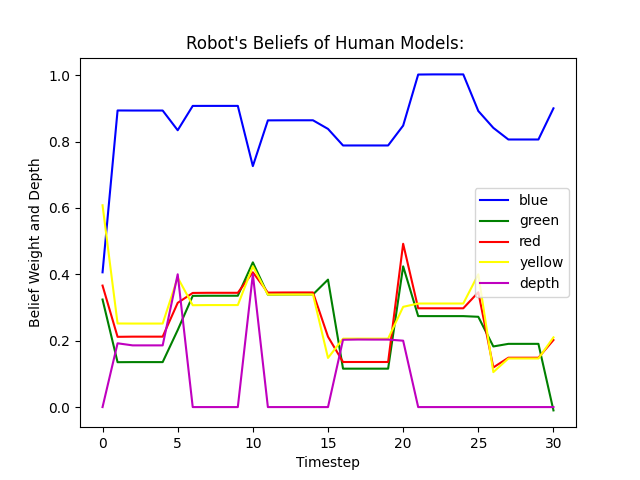 Robot's Beliefs of Human Models:
Belief Weight and Depth
1.0
0.8
0.6
0.4
0.2
0.0
blue
green
red
yellow
depth
0 5 10 15 20 25 30
Timestep